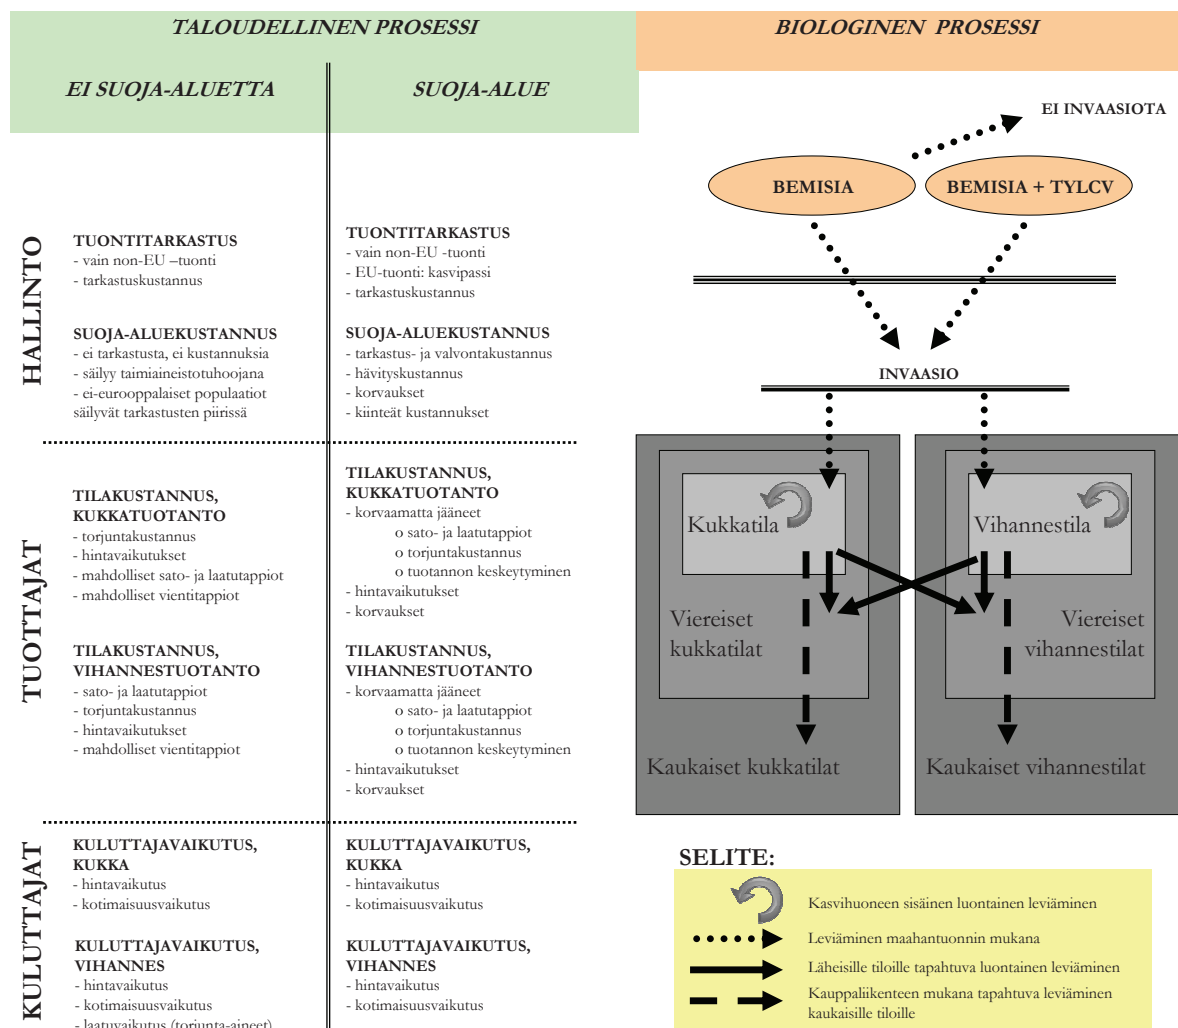 TALOUDELLINEN PROSESSI
EI SUOJA-ALUETTA
SUOJA-ALUE
HALLINTO
TUONTITARKASTUS
- vain non-EU –tuonti
- tarkastuskustannus
SUOJA-ALUEKUSTANNUS
- ei tarkastusta, ei kustannuksia
- säilyy taimiaineistotuhoojana
- ei-eurooppalaiset populaatiot
säilyvät tarkastusten piirissä
TUONTITARKASTUS
- vain non-EU -tuonti
- EU-tuonti: kasvipassi
- tarkastuskustannus
SUOJA-ALUEKUSTANNUS
- tarkastus- ja valvontakustannus
- hävityskustannus
- korvaukset
- kiinteät kustannukset
TUOTTAJAT
TILAKUSTANNUS,
KUKKATUOTANTO
- torjuntakustannus
- hintavaikutukset
- mahdolliset sato- ja laatutappiot
- mahdolliset vientitappiot
TILAKUSTANNUS,
VIHANNESTUOTANTO
- sato- ja laatutappiot
- torjuntakustannus
- hintavaikutukset
- mahdolliset vientitappiot
TILAKUSTANNUS,
KUKKATUOTANTO
- korvaamatta jääneet
o sato- ja laatutappiot
o torjuntakustannus
o tuotannon keskeytyminen
- hintavaikutukset
- korvaukset
TILAKUSTANNUS,
VIHANNESTUOTANTO
- korvaamatta jääneet
o sato- ja laatutappiot
o torjuntakustannus
o tuotannon keskeytyminen
- hintavaikutukset
- korvaukset
KULUTTAJAT
KULUTTAJAVAIKUTUS,
KUKKA
- hintavaikutus
- kotimaisuusvaikutus
KULUTTAJAVAIKUTUS,
VIHANNES
- hintavaikutus
- kotimaisuusvaikutus
- laatuvaikutus (torjunta-aineet)
KULUTTAJAVAIKUTUS,
KUKKA
- hintavaikutus
- kotimaisuusvaikutus
KULUTTAJAVAIKUTUS,
VIHANNES
- hintavaikutus
- kotimaisuusvaikutus
BIOLOGINEN PROSESSI
EI INVAASIOTA
BEMISIA
BEMISIA + TYLCV
INVAASIO
Kukkatila
Vihannestila
Viereiset
kukkatilat
Viereiset
vihannestilat
Kaukaiset kukkatilat
Kaukaiset vihannestilat
SELITE:
Kasvihuoneen sisäinen luontainen leviäminen
Leviäminen maahantuonnin mukana
Läheisille tiloille tapahtuva luontainen leviäminen
Kauppaliikenteen mukana tapahtuva leviäminen
kaukaisille tiloille